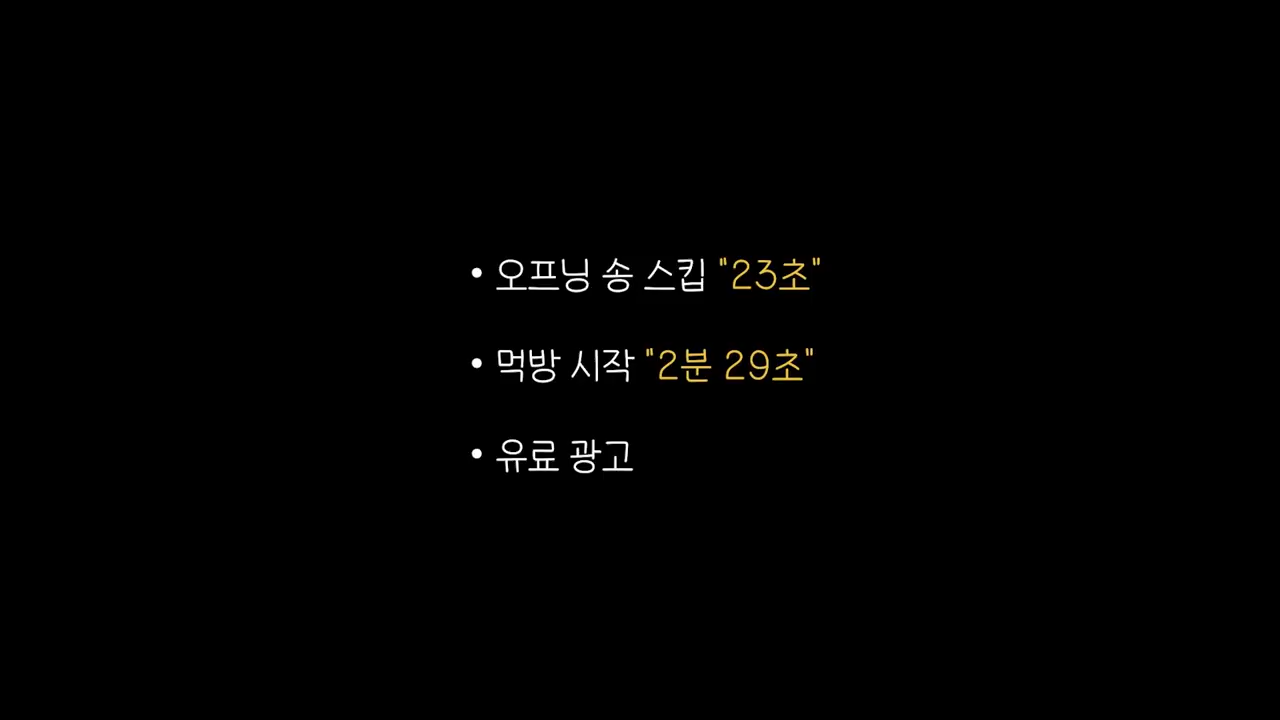 • 오프닝 송 스킵 "23초"
• 먹방 시작 "2분 29초"
• 유료 광고